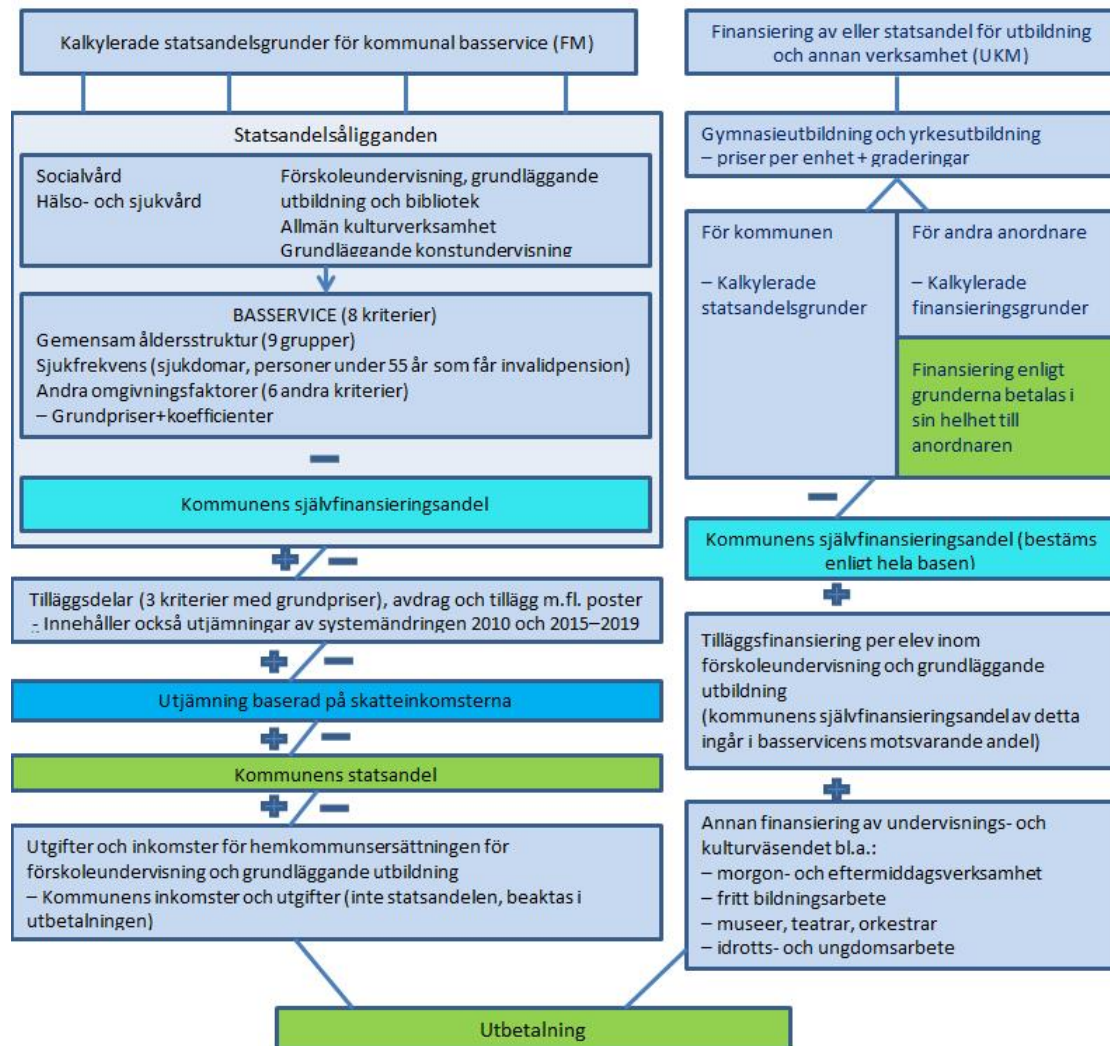 Kalkylerade statsandelsgrunder för kommunal basservice (FM)
Statsandelsåligganden
Socialvård
Hälso- och sjukvård
Förskoleundervisning, grundläggande
utbildning och bibliotek
Allmän kulturverksamhet
Grundläggande konstundervisning
BASSERVICE (8 kriterier)
Gemensam åldersstruktur (9 grupper)
Sjukfrekvens (sjukdomar, personer under 55 år som får invalidpension)
Andra omgivningsfaktorer (6 andra kriterier)
– Grundpriser+koefficienter
–
Kommunens självfinansieringsandel
+ –
Tilläggsdelar (3 kriterier med grundpriser), avdrag och tillägg m.fl. poster
- Innehåller också utjämningar av systemändringen 2010 och 2015–2019
+ –
Utjämning baserad på skatteinkomsterna
+ –
Kommunens statsandel
+ –
Utgifter och inkomster för hemkommunsersättningen för
förskoleundervisning och grundläggande utbildning
– Kommunens inkomster och utgifter (inte statsandelen, beaktas i
utbetalningen)
Finansiering av eller statsandel för utbildning
och annan verksamhet (UKM)
Gymnasieutbildning och yrkesutbildning
– priser per enhet + graderingar
För kommunen
– Kalkylerade
statsandelsgrunder
För andra anordnare
– Kalkylerade
finansieringsgrunder
Finansiering enligt
grunderna betalas i
sin helhet till
anordnaren
–
Kommunens självfinansieringsandel (bestäms
enligt hela basen)
+
Tilläggsfinansiering per elev inom
förskoleundervisning och grundläggande
utbildning
(kommunens självfinansieringsandel av detta
ingår i basservicens motsvarande andel)
+
Annan finansiering av undervisnings- och
kulturväsendet bl.a.:
– morgon- och eftermiddagsverksamhet
– fritt bildningsarbete
– museer, teatrar, orkestrar
– idrotts- och ungdomsarbete
Utbetalning